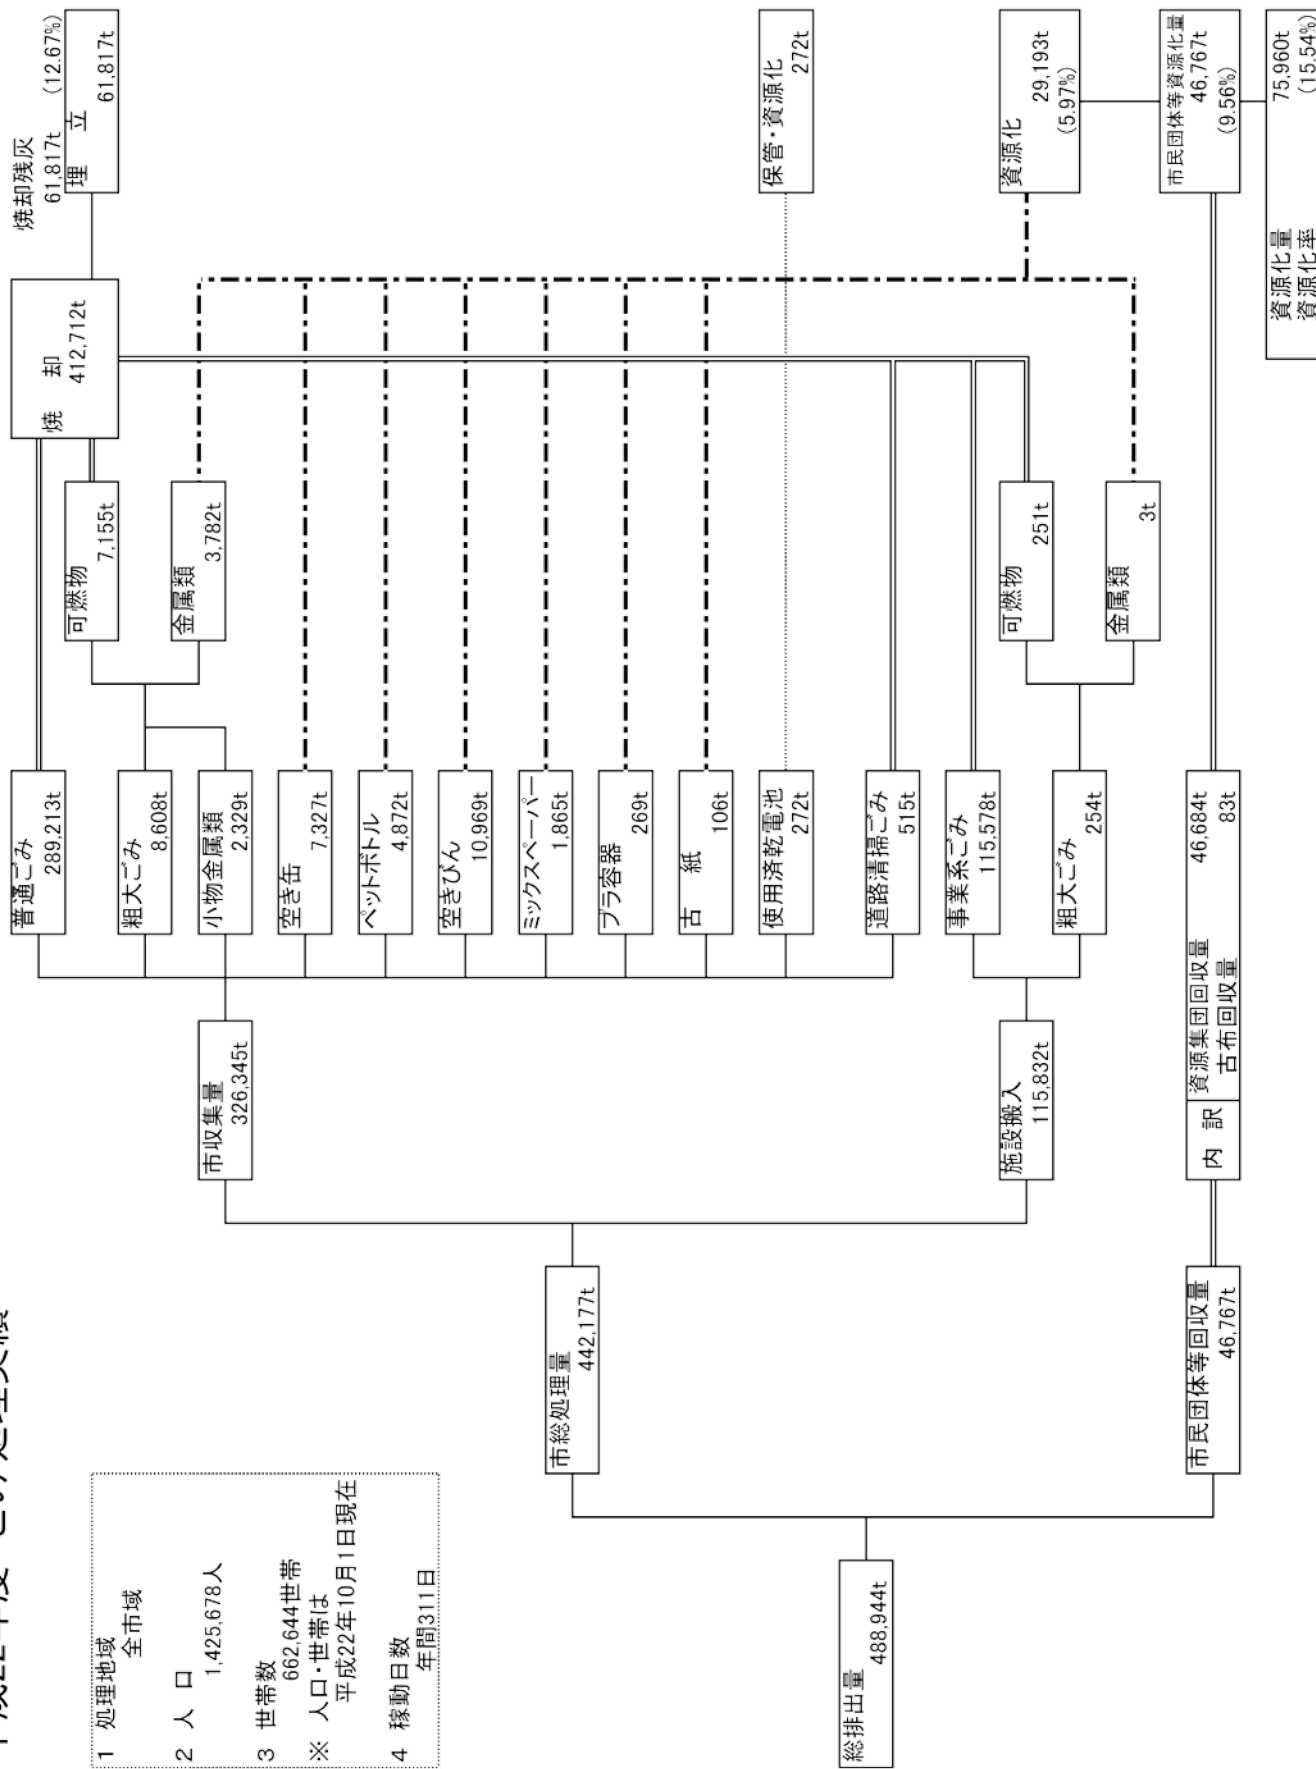 平成22年度 ごみ処理実績
1 処理地域
全市域
2 人 口
1,425,678人
3 世帯数
662,644世帯
※ 人口・世帯は
平成22年10月1日現在
4 稼動日数
年間311日
総排出量
488,944t
市総処理量
442,177t
市民団体等回収量
46,767t
市収集量
326,345t
施設搬入
115,832t
内 訳
資源集団回収量 46,684t
古布回収量 83t
普通ごみ
289,213t
粗大ごみ
8,608t
小物金属類
2,329t
空き缶
7,327t
ペットボトル
4,872t
空きびん
10,969t
ミックスペーパー
1,865t
プラ容器
269t
古 紙
106t
使用済乾電池
272t
道路清掃ごみ
515t
事業系ごみ
115,578t
粗大ごみ
254t
可燃物
7,155t
金属類
3,782t
可燃物
251t
金属類
3t
焼 却
412,712t
焼却残灰
61,817t (12.67%)
埋 立
61,817t
保管・資源化
272t
資源化
29,193t
(5.97%)
市民団体等資源化量
46,767t
(9.56%)
資源化量 75,960t
資源化率 (15.54%)